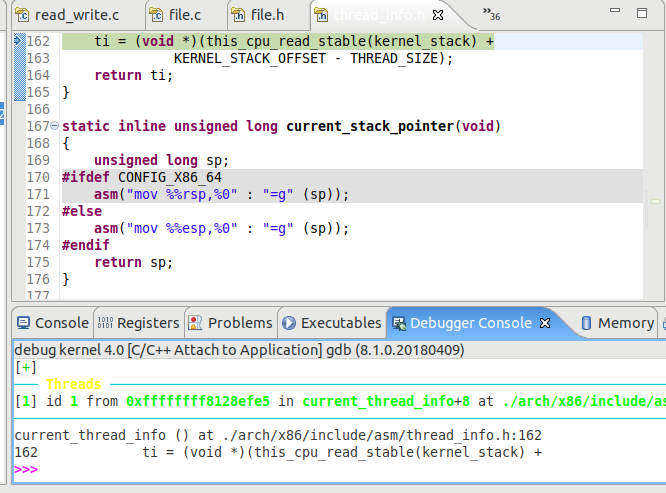 read_write.c file.c file.h thread_info.h »36
162 ti = (void *)(this_cpu_read_stable(kernel_stack) +
163 KERNEL_STACK_OFFSET - THREAD_SIZE);
164 return ti;
165 }
166
167 static inline unsigned long current_stack_pointer(void)
168 {
169 unsigned long sp;
170 #ifdef CONFIG_X86_64
171 asm("mov %%rsp,%0" : "=g" (sp));
172 #else
173 asm("mov %%esp,%0" : "=g" (sp));
174 #endif
175 return sp;
176 }
177
Console Registers Problems Executables Debugger Console Memory
debug kernel 4.0 [C/C++ Attach to Application] gdb (8.1.0.20180409)
[+]
Threads
[1] id 1 from 0xffffffff8128efe5 in current_thread_info+8 at ./arch/x86/include/as
current_thread_info () at ./arch/x86/include/asm/thread_info.h:162
162 ti = (void *)(this_cpu_read_stable(kernel_stack) +
>>>